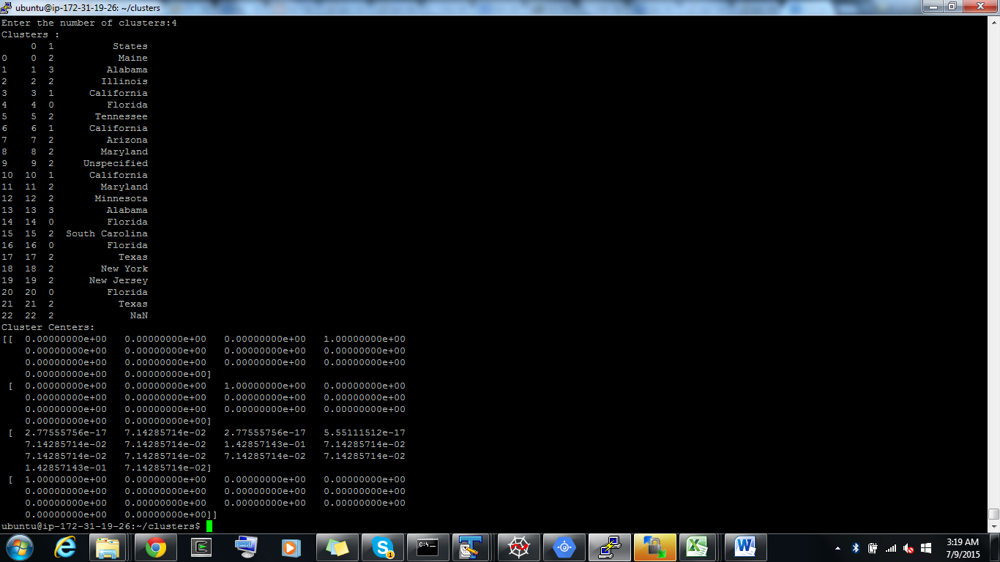 ubuntu@ip-172-31-19-26: ~/clusters
Enter the number of clusters:4
Clusters :
0 1 States
0 0 2 Maine
1 1 3 Alabama
2 2 2 Illinois
3 3 1 California
4 4 0 Florida
5 5 2 Tennessee
6 6 1 California
7 7 2 Arizona
8 8 2 Maryland
9 9 2 Unspecified
10 10 1 California
11 11 2 Maryland
12 12 2 Minnesota
13 13 3 Alabama
14 14 0 Florida
15 15 2 South Carolina
16 16 0 Florida
17 17 2 Texas
18 18 2 New York
19 19 2 New Jersey
20 20 0 Florida
21 21 2 Texas
22 22 2 NaN
Cluster Centers:
[[ 0.00000000e+00 0.00000000e+00 0.00000000e+00 1.00000000e+00
0.00000000e+00 0.00000000e+00 0.00000000e+00 0.00000000e+00
0.00000000e+00 0.00000000e+00 0.00000000e+00 0.00000000e+00
0.00000000e+00 0.00000000e+00]
[ 0.00000000e+00 0.00000000e+00 1.00000000e+00 0.00000000e+00
0.00000000e+00 0.00000000e+00 0.00000000e+00 0.00000000e+00
0.00000000e+00 0.00000000e+00 0.00000000e+00 0.00000000e+00
0.00000000e+00 0.00000000e+00]
[ 2.77555756e-17 7.14285714e-02 2.77555756e-17 5.55111512e-17
7.14285714e-02 7.14285714e-02 1.42857143e-01 7.14285714e-02
7.14285714e-02 7.14285714e-02 7.14285714e-02 7.14285714e-02
1.42857143e-01 7.14285714e-02]
[ 1.00000000e+00 0.00000000e+00 0.00000000e+00 0.00000000e+00
0.00000000e+00 0.00000000e+00 0.00000000e+00 0.00000000e+00
0.00000000e+00 0.00000000e+00 0.00000000e+00 0.00000000e+00
0.00000000e+00 0.00000000e+00]]
ubuntu@ip-172-31-19-26:~/clusters$
3:19 AM
7/9/2015